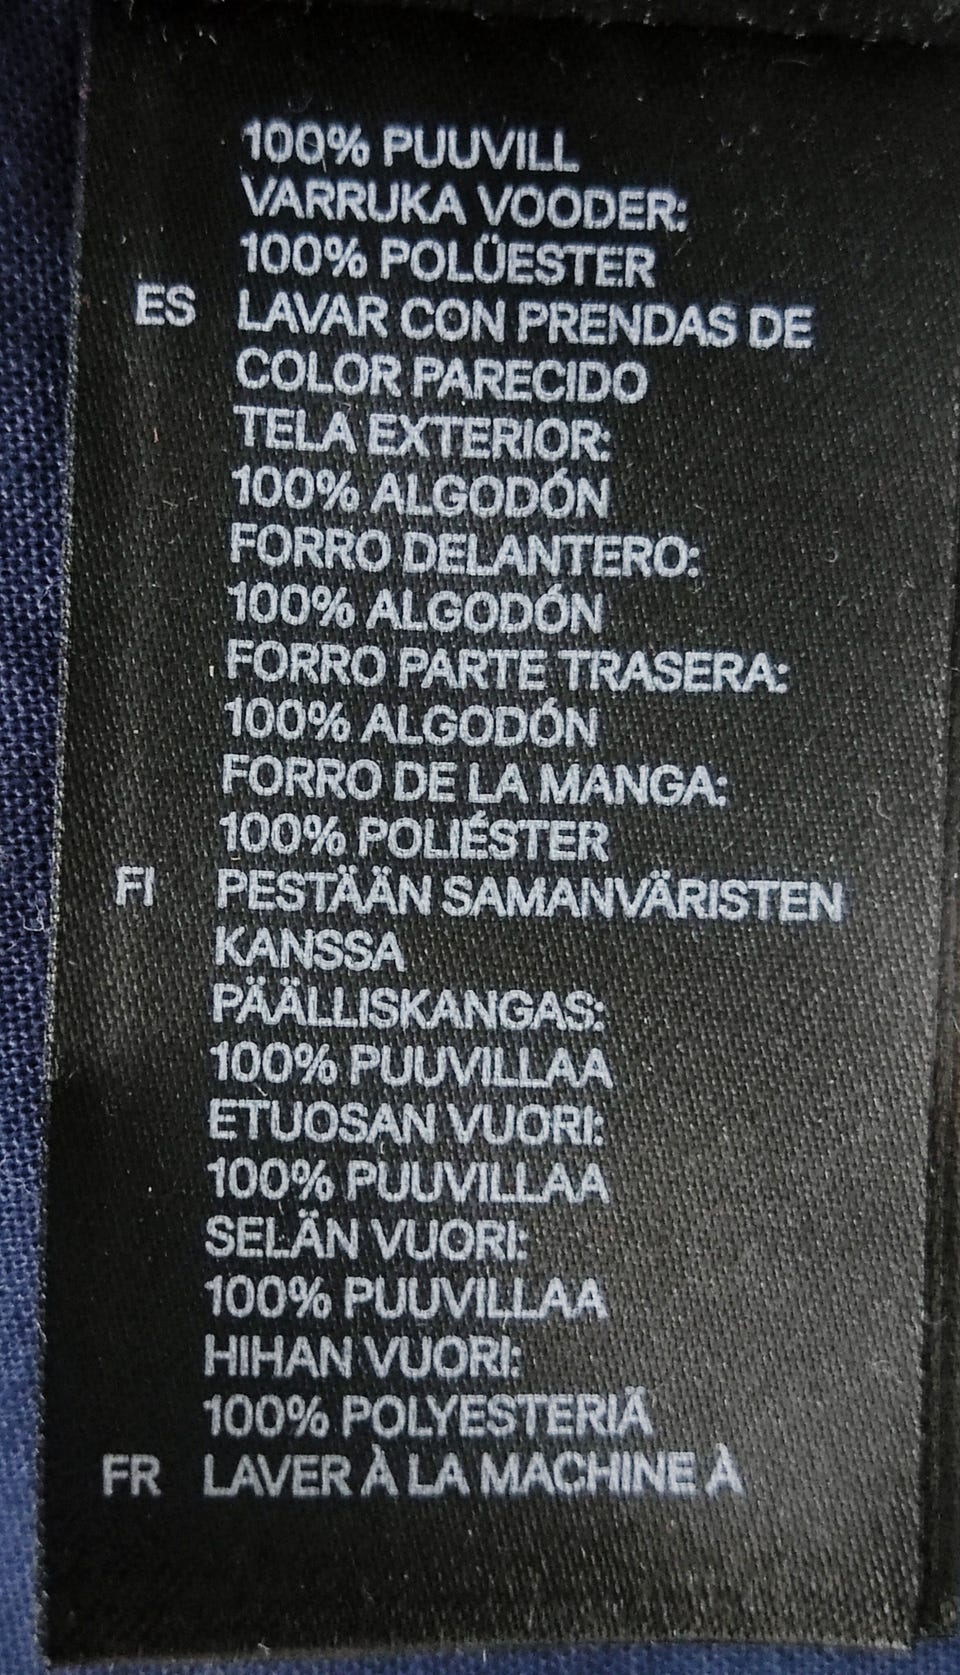 100% PUUVILL
VARRUKA VOODER:
100% POLÜESTER
ES LAVAR CON PRENDAS DE
COLOR PARECIDO
TELA EXTERIOR:
100% ALGODÓN
FORRO DELANTERO:
100% ALGODÓN
FORRO PARTE TRASERA:
100% ALGODÓN
FORRO DE LA MANGA:
100% POLIÉSTER
FI PESTÄÄN SAMANVÄRISTEN
KANSSA
PÄÄLLISKANGAS:
100% PUUVILLAA
ETUOSAN VUORI:
100% PUUVILLAA
SELÄN VUORI:
100% PUUVILLAA
HIHAN VUORI:
100% POLYESTERIÄ
FR LAVER À LA MACHINE À